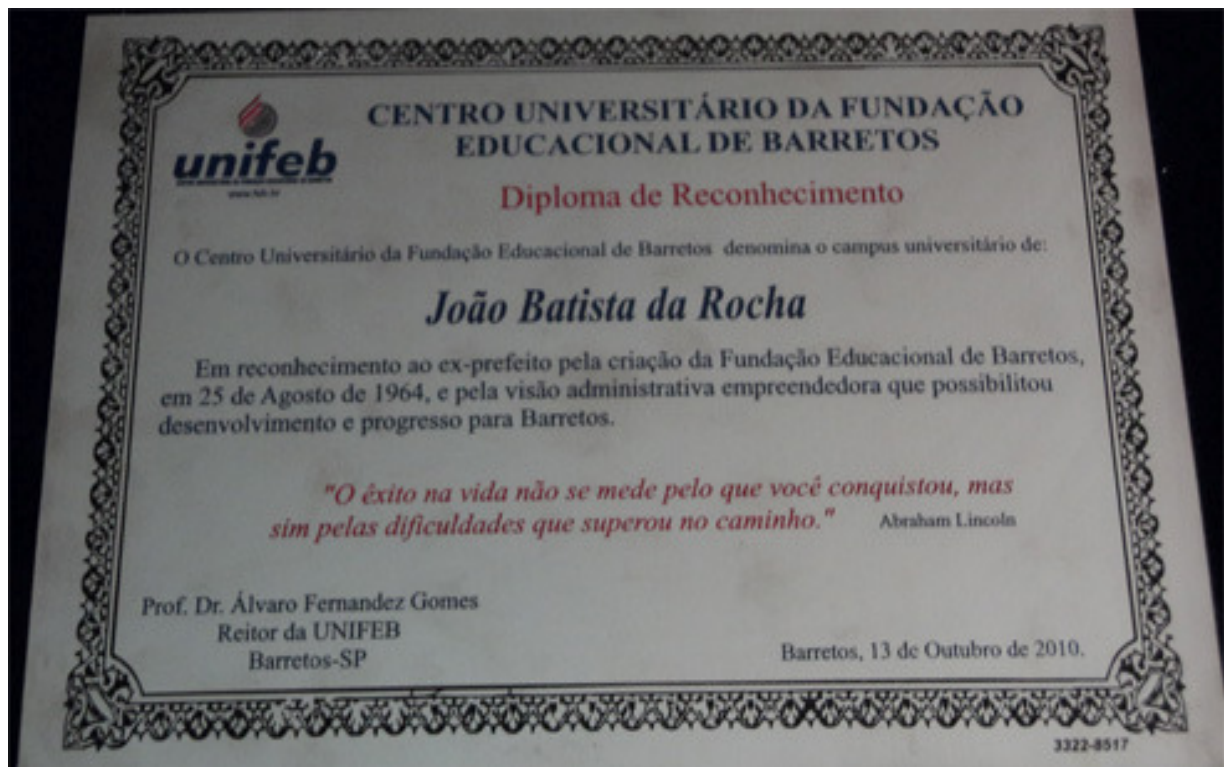 CENTRO UNIVERSITÁRIO DA FUNDAÇÃO
EDUCACIONAL DE BARRETOS
unifeb
Diploma de Reconhecimento
O Centro Universitário da Fundação Educacional de Barretos denomina o campus universitário de:
João Batista da Rocha
Em reconhecimento ao ex-prefeito pela criação da Fundação Educacional de Barretos,
em 25 de Agosto de 1964, e pela visão administrativa empreendedora que possibilitou
desenvolvimento e progresso para Barretos.
"O êxito na vida não se mede pelo que você conquistou, mas
sim pelas dificuldades que superou no caminho." Abraham Lincoln
Prof. Dr. Álvaro Fernandez Gomes
Reitor da UNIFEB
Barretos-SP
Barretos, 13 de Outubro de 2010.
3322-8517